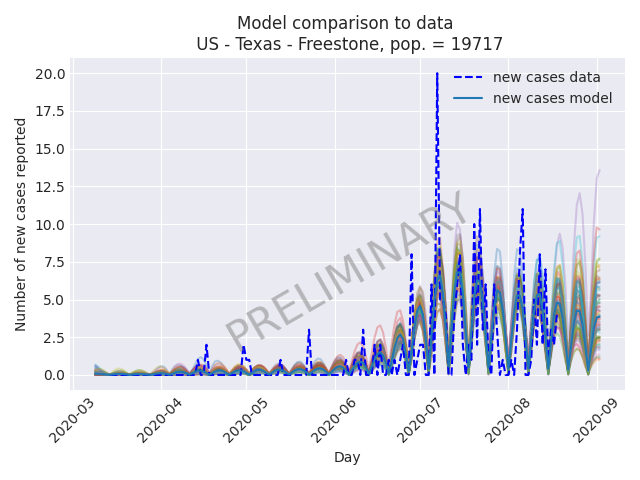 Model comparison to data
US - Texas - Freestone, pop. = 19717
new cases data
new cases model
PRELIMINARY
Number of new cases reported
20.0
17.5
15.0
12.5
10.0
7.5
5.0
2.5
0.0
2020-03
2020-04
2020-05
2020-06
2020-07
2020-08
2020-09
Day